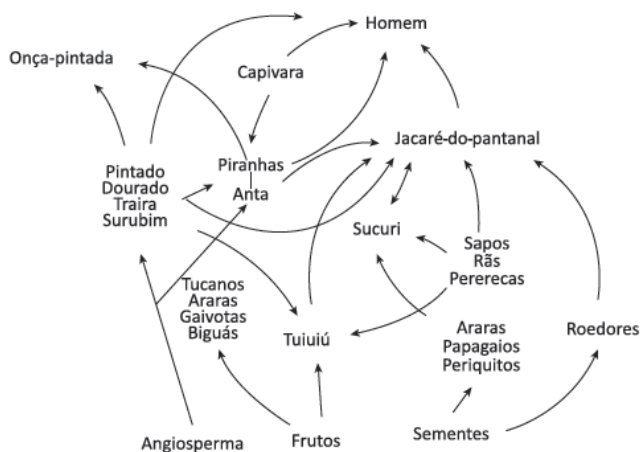 Homem
Onça-pintada
Capivara
Jacaré-do-pantanal
Piranhas
Anta
Pintado
Dourado
Traira
Surubim
Sucuri
Sapos
Rãs
Pererecas
Tucanos
Araras
Gaivotas
Biguás
Tuiuiú
Araras
Papagaios
Periquitos
Roedores
Angiosperma
Frutos
Sementes